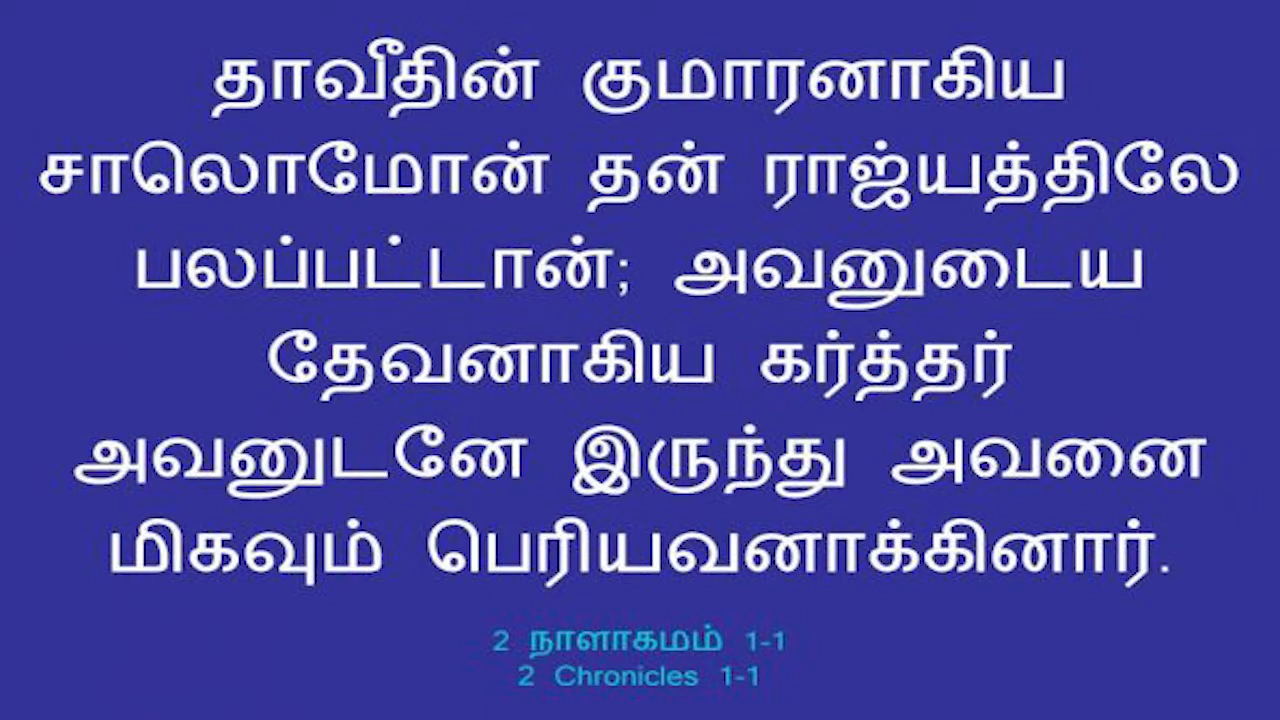 தாவீதின் குமாரனாகிய
சாலொமோன் தன் ராஜ்யத்திலே
பலப்பட்டான்; அவனுடைய
தேவனாகிய கர்த்தர்
அவனுடனே இருந்து அவனை
மிகவும் பெரியவனாக்கினார்.
2 நாளாகமம் 1-1
2 Chronicles 1-1